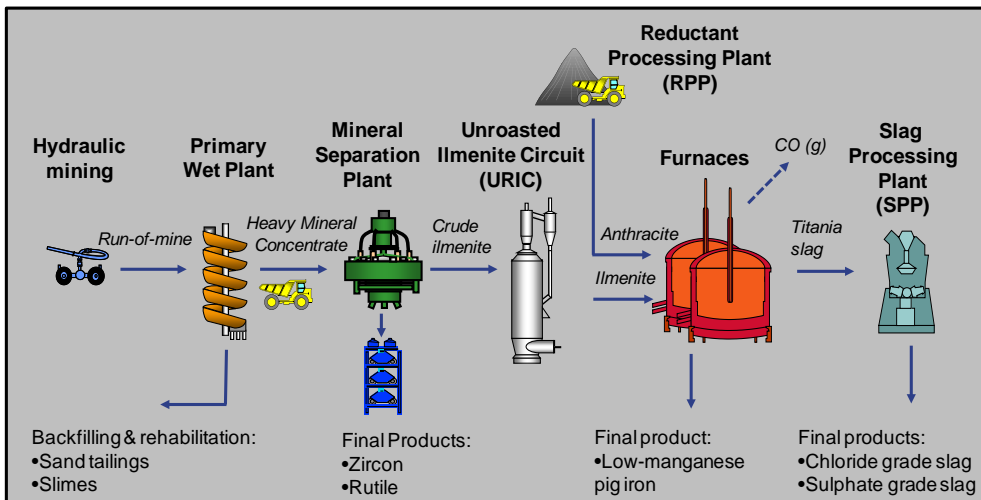 Reductant
Processing Plant
(RPP)
Hydraulic
mining
Primary
Wet Plant
Mineral
Separation
Plant
Unroasted
Ilmenite Circuit
(URIC)
Furnaces
CO (g)
Slag
Processing
Plant
(SPP)
Run-of-mine
Heavy Mineral
Concentrate
Crude
ilmenite
Anthracite
Ilmenite
Titania
slag
Backfilling & rehabilitation:
•Sand tailings
•Slimes
Final Products:
•Zircon
•Rutile
Final product:
•Low-manganese
pig iron
Final products:
•Chloride grade slag
•Sulphate grade slag